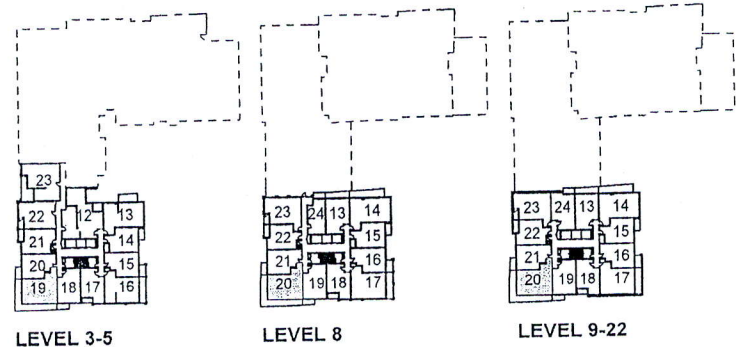 23
22 12 13
21 14
20 15
19 18 17 16
LEVEL 3-5
23 24 13 14
22 15
21 16
20 19 18 17
LEVEL 8
23 24 13 14
22 15
21 16
20 19 18 17
LEVEL 9-22